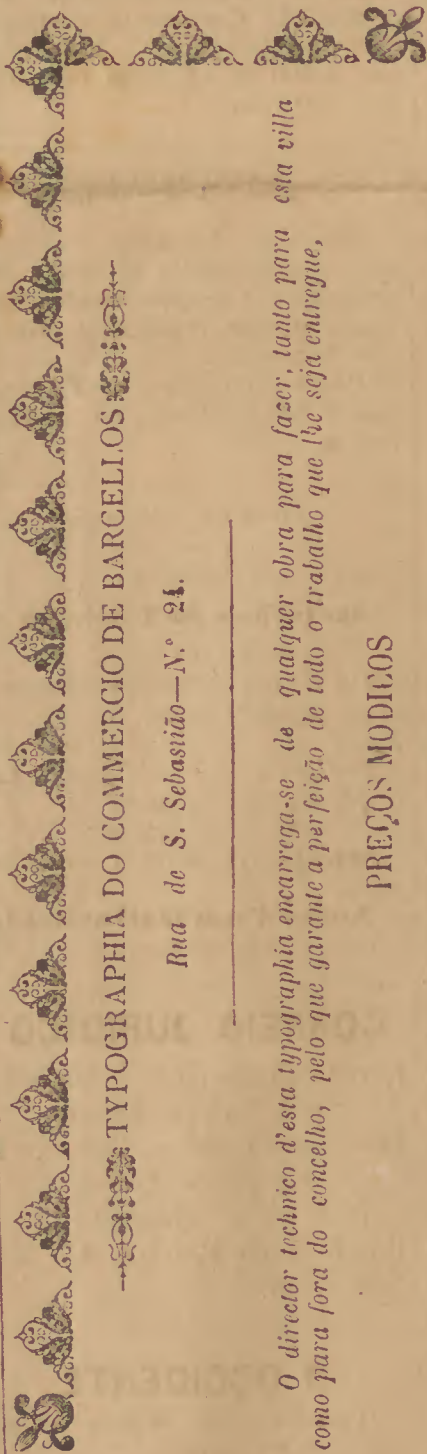 TYPOGRAPHIA DO COMMERCIO DE BARCELLOS
Rua de S. Sebastião—N.° 24.
O director technico d'esta typographia encarrega-se de qualquer obra para fazer, tanto para esta villa
como para fora do concelho, pelo que garante a perfeição de todo o trabalho que lhe seja entregue,
PREÇOS MODICOS